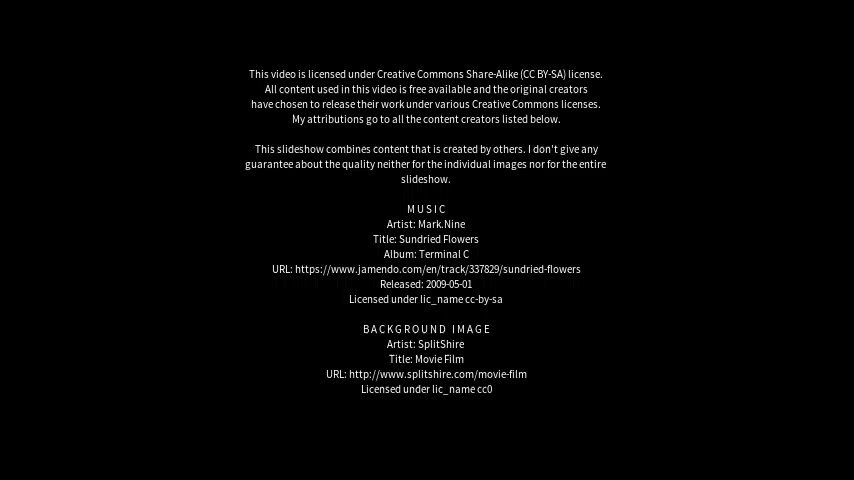 This video is licensed under Creative Commons Share-Alike (CC BY-SA) license.
All content used in this video is free available and the original creators
have chosen to release their work under various Creative Commons licenses.
My attributions go to all the content creators listed below.
This slideshow combines content that is created by others. I don't give any
guarantee about the quality neither for the individual images nor for the entire
slideshow.
MUSIC
Artist: Mark.Nine
Title: Sundried Flowers
Album: Terminal C
URL: https://www.jamendo.com/en/track/337829/sundried-flowers
Released: 2009-05-01
Licensed under lic_name cc-by-sa
BACKGROUND IMAGE
Artist: SplitShire
Title: Movie Film
URL: http://www.splitshire.com/movie-film
Licensed under lic_name cc0